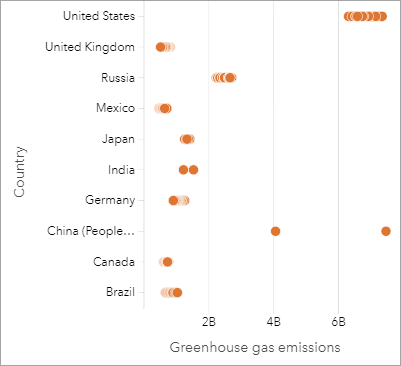 United States
United Kingdom
Russia
Mexico
Japan
India
Germany
China (People...
Canada
Brazil
Country
2B
4B
6B
Greenhouse gas emissions